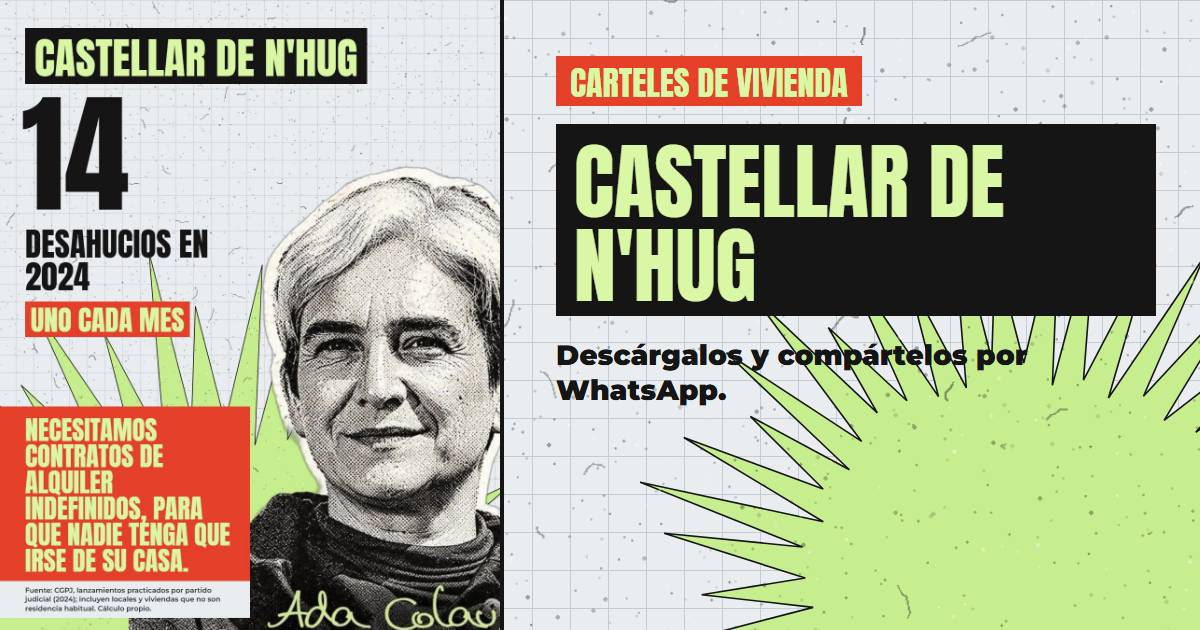 CASTELLAR DE N'HUG
14
DESAHUCIOS EN
2024
UNO CADA MES
NECESITAMOS
CONTRATOS DE
ALQUILER
INDEFINIDOS, PARA
QUE NADIE TENGA QUE
IRSE DE SU CASA.
Fuente: CGPJ, lanzamientos practicados por partido
judicial (2024); incluyen locales y viviendas que no son
residencia habitual. Cálculo propio.
Ada Colau
CARTELES DE VIVIENDA
CASTELLAR DE
N'HUG
Descárgalos y compártelos por
WhatsApp.